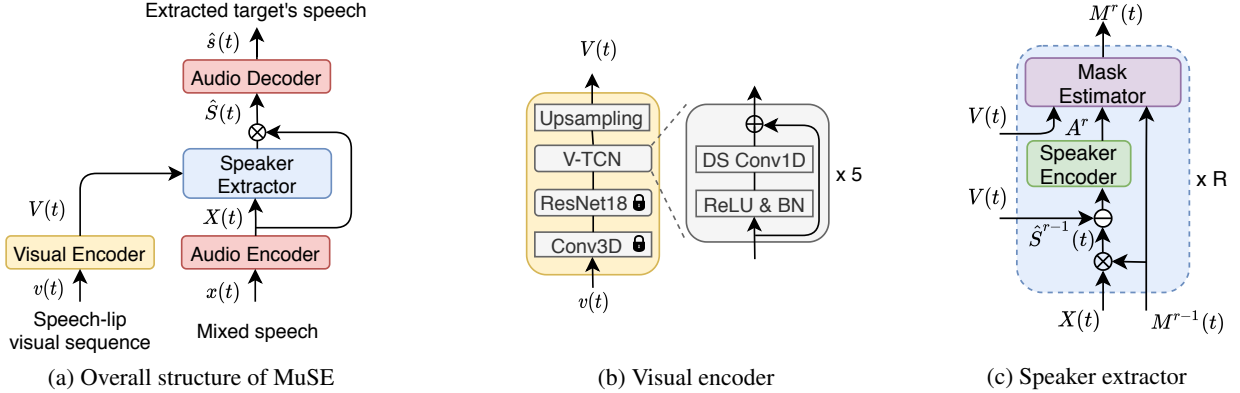 Extracted target's speech
ŝ(t)
Audio Decoder
Ŝ(t)
Speaker
Extractor
V(t)
X(t)
Visual Encoder
Audio Encoder
v(t)
x(t)
Speech-lip
visual sequence
Mixed speech
(a) Overall structure of MuSE
V(t)
Upsampling
V-TCN
ResNet18
Conv3D
v(t)
DS Conv1D
ReLU & BN
x 5
(b) Visual encoder
M^r(t)
Mask
Estimator
V(t)
A^r
Speaker
Encoder
x R
V(t)
Ŝ^{r−1}(t)
X(t)
M^{r−1}(t)
(c) Speaker extractor